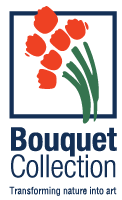 Bouquet
Collection
Transforming nature into art